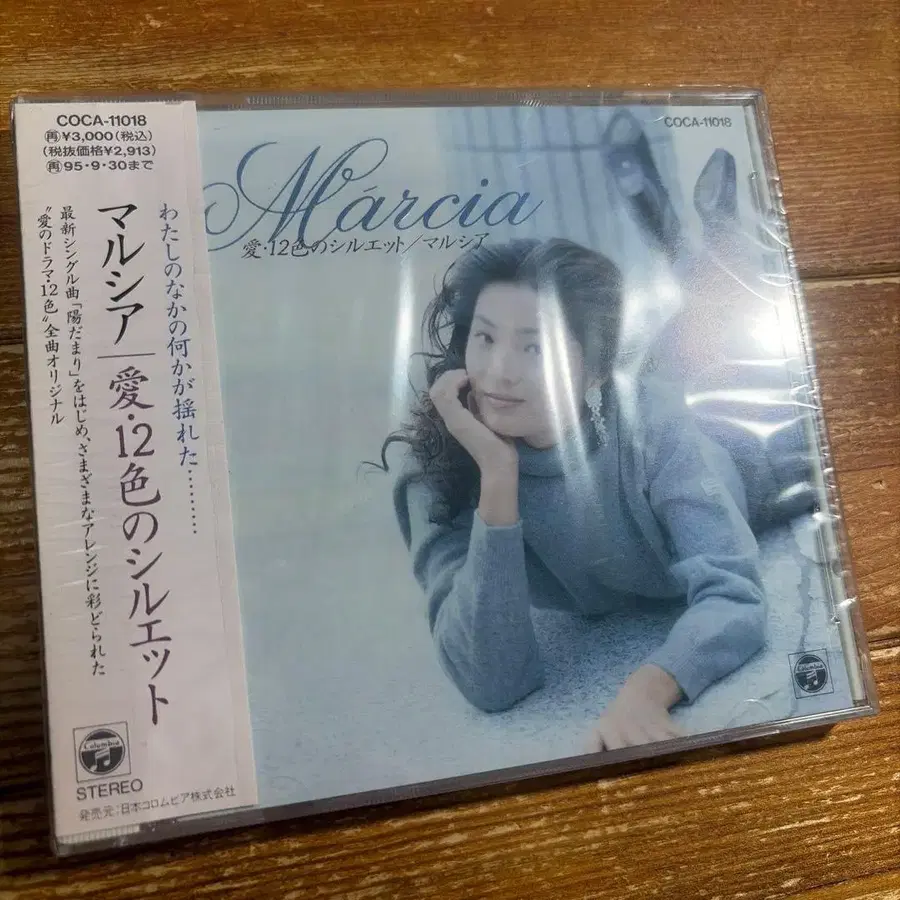 COCA-11018
再¥3,000(税込)
(税抜価格¥2,913)
再95・9・30まで
わたしのなかの何かが揺れた………
マルシア│愛・12色のシルエット
最新シングル曲「陽だまり」をはじめ、さまざまなアレンジに彩どられた
"愛のドラマ・12色"全曲オリジナル
Columbia
STEREO
発売元:日本コロムビア株式会社
COCA-11018
Márcia
愛・12色のシルエット/マルシア
Columbia